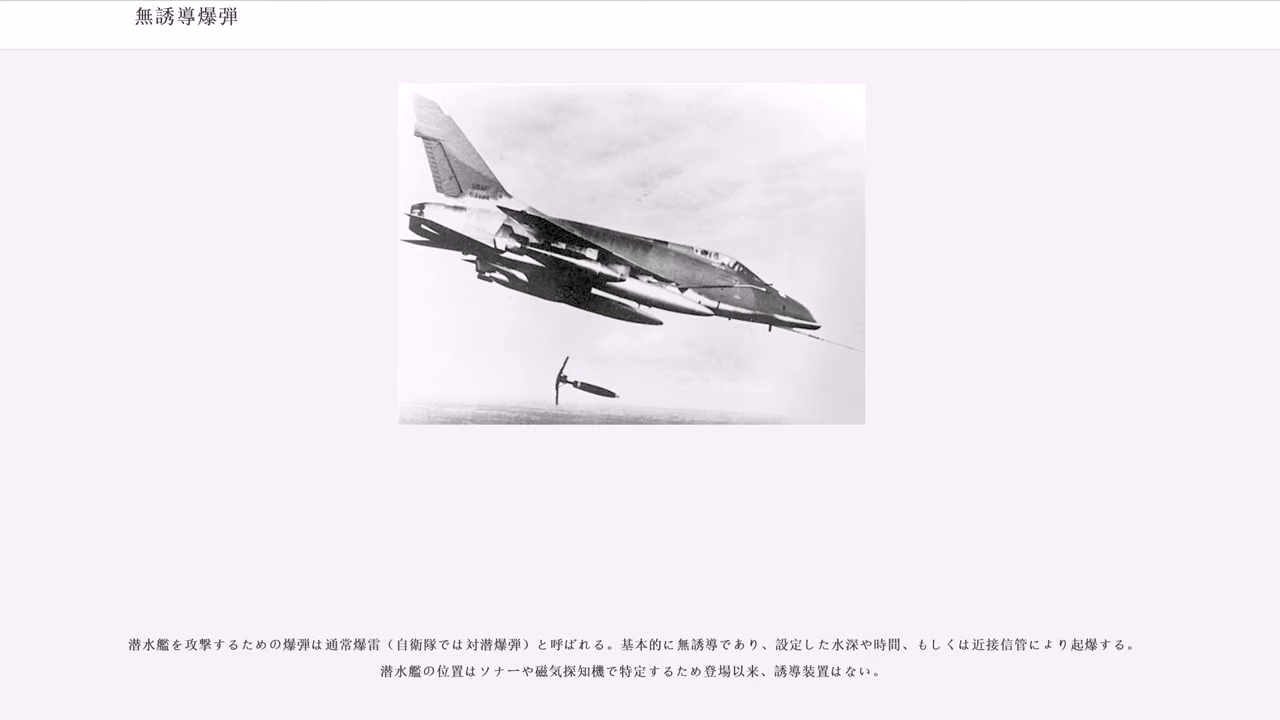 無誘導爆弾
潜水艦を攻撃するための爆弾は通常爆雷（自衛隊では対潜爆弾）と呼ばれる。基本的に無誘導であり、設定した水深や時間、もしくは近接信管により起爆する。
潜水艦の位置はソナーや磁気探知機で特定するため登場以来、誘導装置はない。